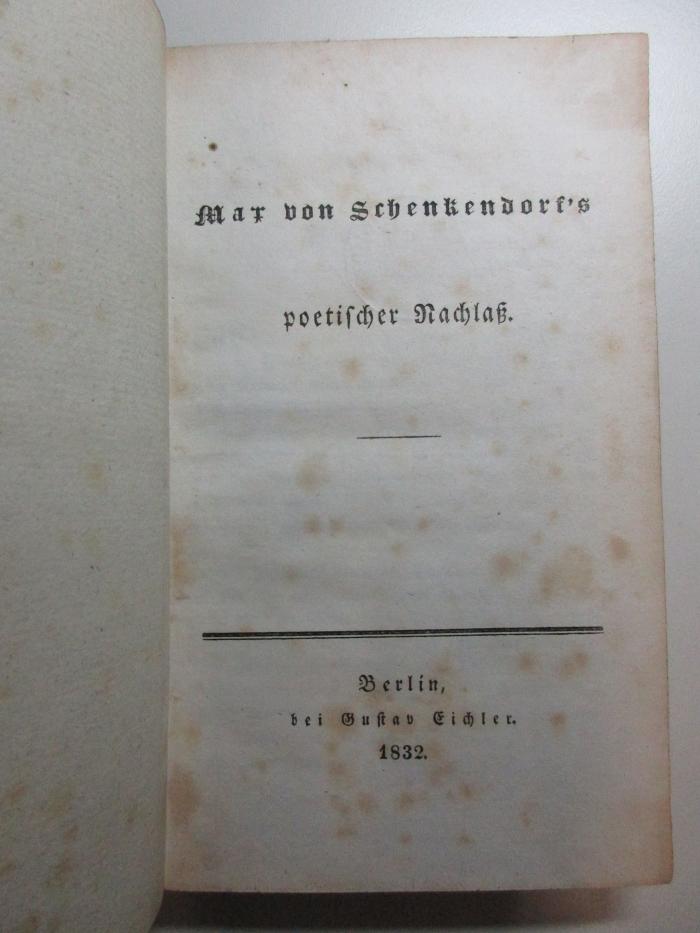 Max von Schenkendorf's
poetiſcher Nachlaß.
Berlin,
bei Guſtav Eichler.
1832.